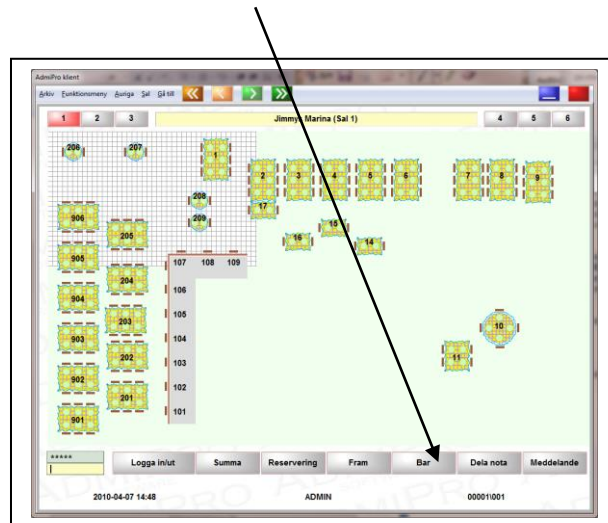 AdmiPro klient
Arkiv Funktionsmeny Auriga Sal Gå till
1 2 3 Jimmys Marina (Sal 1) 4 5 6
206 207 1
2 3 4 5 6 7 8 9
208
17
906 209
205 15
16 14
905 107 108 109
204 106
904
105 10
203
903 104
11
202 103
902
102
201
901 101
*****
Logga in/ut Summa Reservering Fram Bar Dela nota Meddelande
2010-04-07 14:48 ADMIN 00001\001